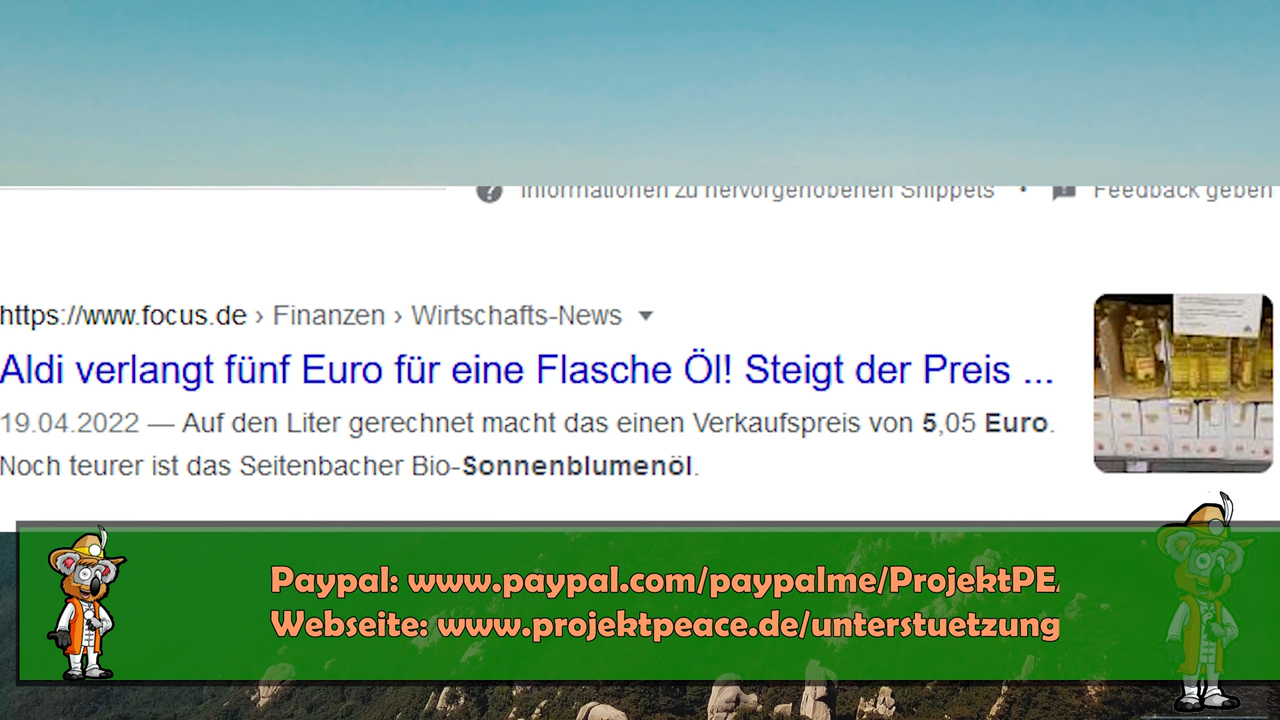 Informationen zu hervorgehobenen Snippets • Feedback geben
https://www.focus.de › Finanzen › Wirtschafts-News
Aldi verlangt fünf Euro für eine Flasche Öl! Steigt der Preis ...
19.04.2022 — Auf den Liter gerechnet macht das einen Verkaufspreis von 5,05 Euro.
Noch teurer ist das Seitenbacher Bio-Sonnenblumenöl.
Paypal: www.paypal.com/paypalme/ProjektPE
Webseite: www.projektpeace.de/unterstuetzung